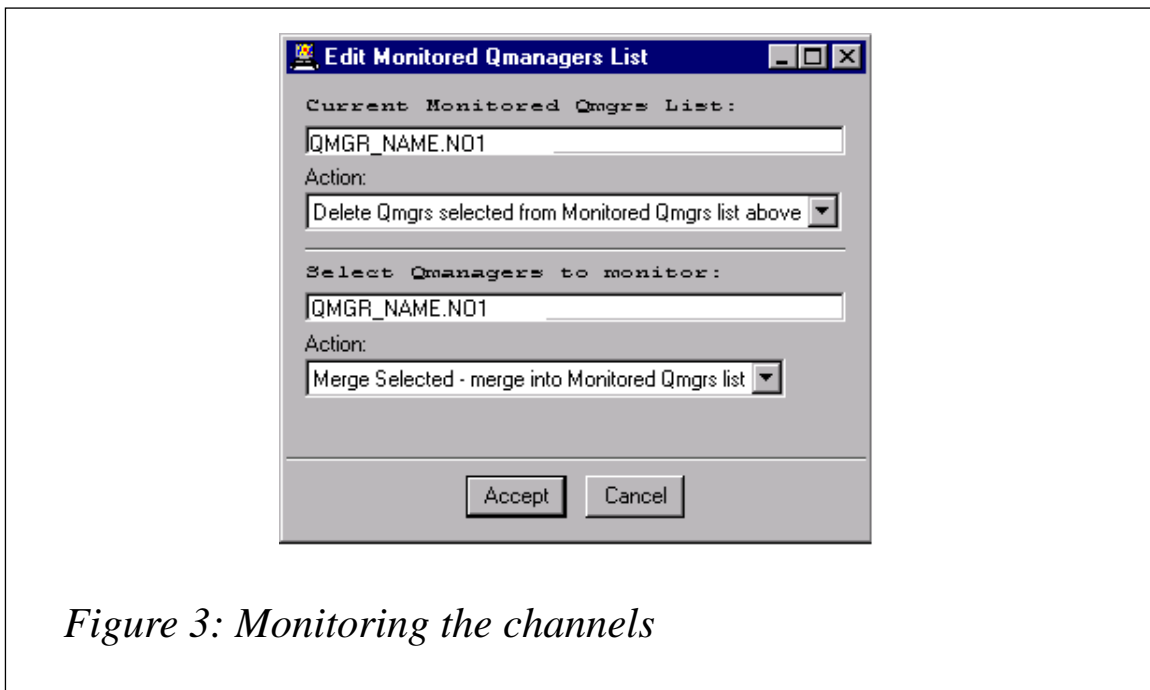 Edit Monitored Qmanagers List
Current Monitored Qmgrs List:
QMGR_NAME.NO1
Action:
Delete Qmgrs selected from Monitored Qmgrs list above
Select Qmanagers to monitor:
QMGR_NAME.NO1
Action:
Merge Selected - merge into Monitored Qmgrs list
Accept Cancel
Figure 3: Monitoring the channels